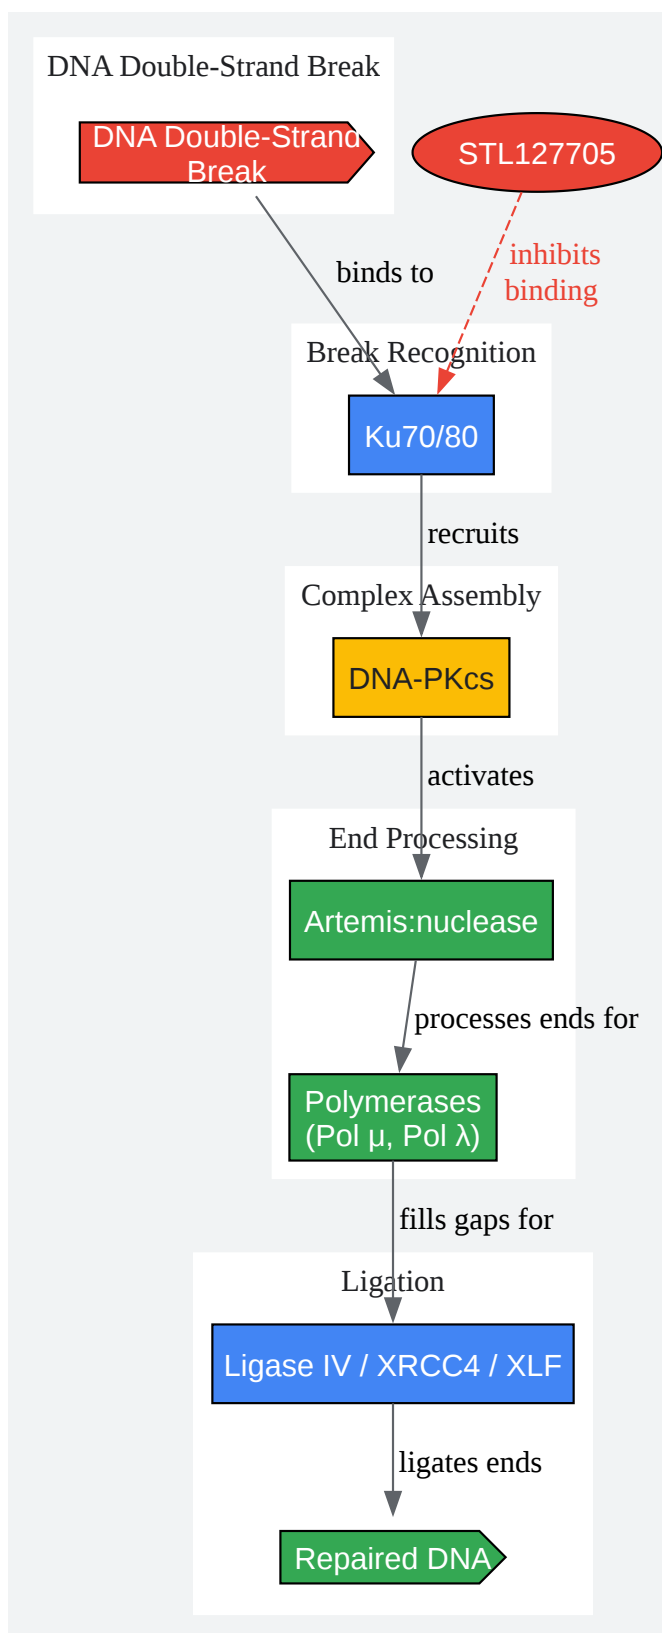 DNA Double-Strand Break
DNA Double-Strand
Break
STL127705
binds to
inhibits
binding
Break Recognition
Ku70/80
recruits
Complex Assembly
DNA-PKcs
activates
End Processing
Artemis:nuclease
processes ends for
Polymerases
(Pol μ, Pol λ)
fills gaps for
Ligation
Ligase IV / XRCC4 / XLF
ligates ends
Repaired DNA